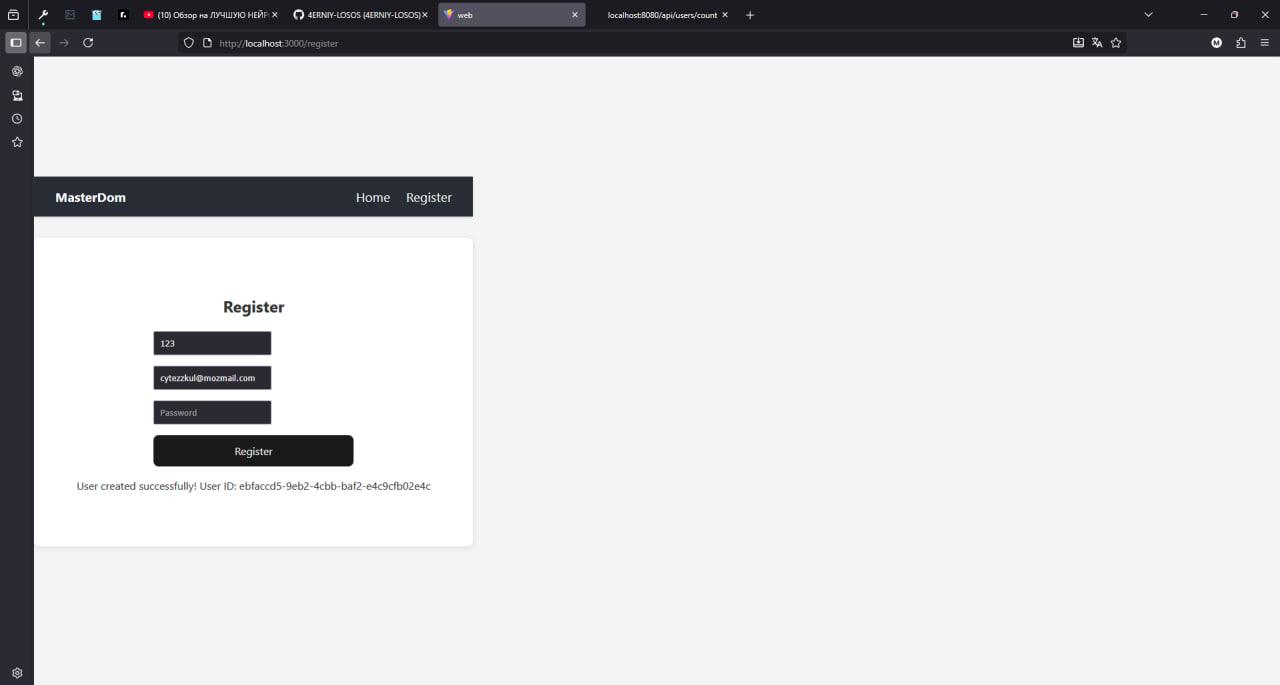 (10) Обзор на ЛУЧШУЮ НЕЙР
4ERNIY-LOSOS (4ERNIY-LOSOS)
web
localhost:8080/api/users/count
http://localhost:3000/register
MasterDom
Home
Register
Register
123
cytezzkul@mozmail.com
Password
Register
User created successfully! User ID: ebfaccd5-9eb2-4cbb-baf2-e4c9cfb02e4c